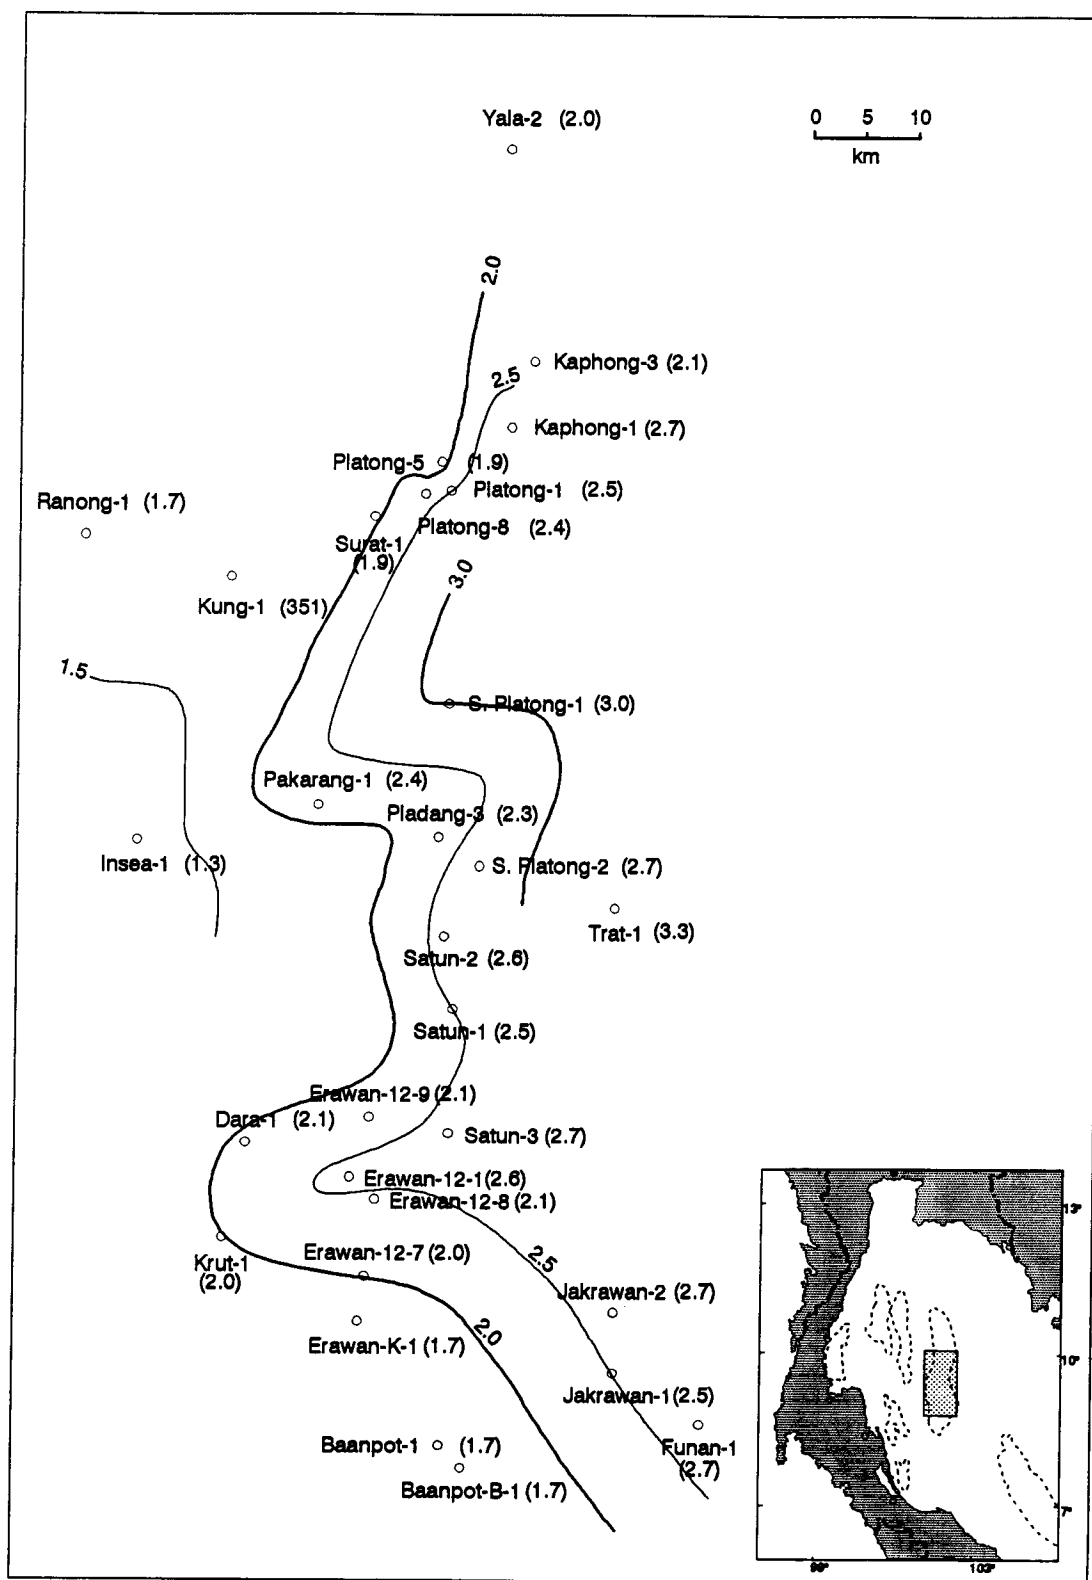 Yala-2 (2.0)
0 5 10
km
2.0
Kaphong-3 (2.1)
2.5
Kaphong-1 (2.7)
Platong-5 (1.9)
Platong-1 (2.5)
Ranong-1 (1.7)
Platong-8 (2.4)
Surat-1
(1.9)
3.0
Kung-1 (351)
1.5
S. Platong-1 (3.0)
Pakarang-1 (2.4)
Pladang-3 (2.3)
Insea-1 (1.3)
S. Platong-2 (2.7)
Trat-1 (3.3)
Satun-2 (2.6)
Satun-1 (2.5)
Erawan-12-9 (2.1)
Dara-1 (2.1)
Satun-3 (2.7)
Erawan-12-1 (2.6)
Erawan-12-8 (2.1)
13°
Krut-1
(2.0)
Erawan-12-7 (2.0)
2.5
Jakrawan-2 (2.7)
2.0
Erawan-K-1 (1.7)
10°
Jakrawan-1 (2.5)
Baanpot-1 (1.7)
Funan-1
(2.7)
Baanpot-B-1 (1.7)
7°
99° 102°